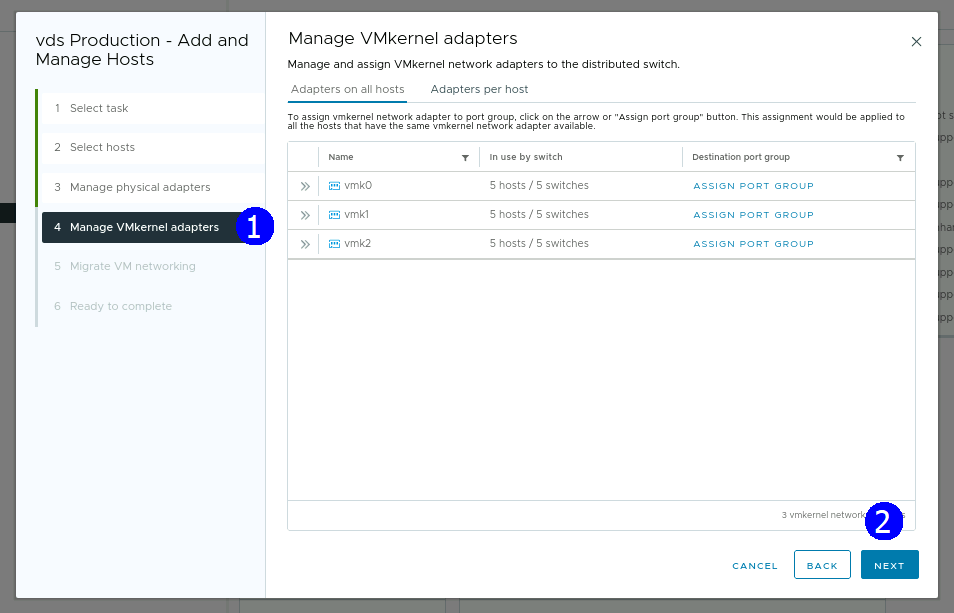 vds Production - Add and
Manage Hosts
1 Select task
2 Select hosts
3 Manage physical adapters
4 Manage VMkernel adapters
1
5 Migrate VM networking
6 Ready to complete
Manage VMkernel adapters
Manage and assign VMkernel network adapters to the distributed switch.
Adapters on all hosts Adapters per host
To assign vmkernel network adapter to port group, click on the arrow or "Assign port group" button. This assignment would be applied to
all the hosts that have the same vmkernel network adapter available.
Name In use by switch Destination port group
vmk0 5 hosts / 5 switches ASSIGN PORT GROUP
vmk1 5 hosts / 5 switches ASSIGN PORT GROUP
vmk2 5 hosts / 5 switches ASSIGN PORT GROUP
3 vmkernel network
2
CANCEL BACK NEXT